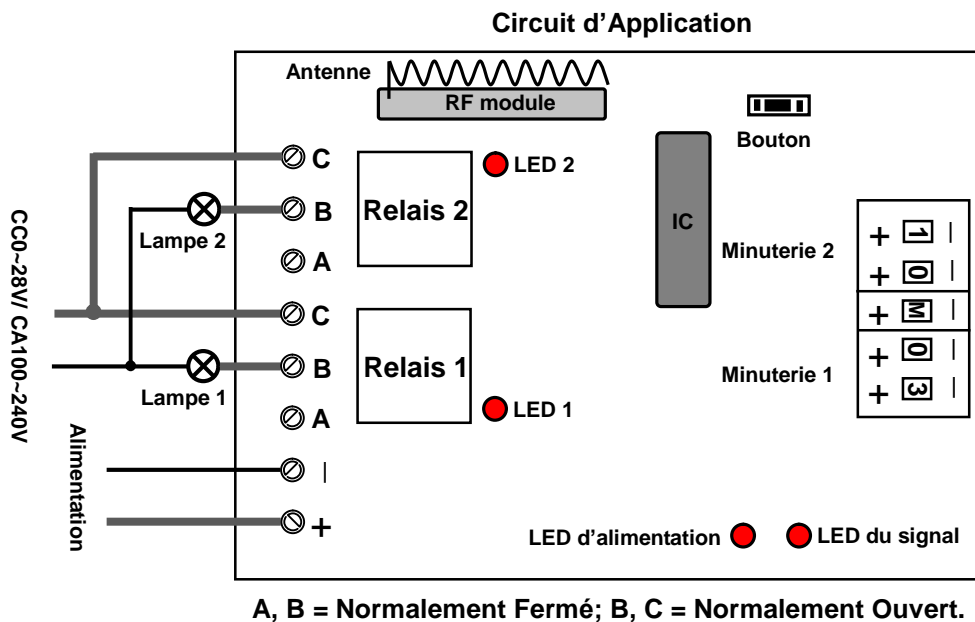 Circuit d’Application
Antenne
RF module
Bouton
C
LED 2
B
Relais 2
IC
Lampe 2
A
Minuterie 2
+ 1 —
+ 0 —
C
+ M —
B
Relais 1
Lampe 1
Minuterie 1
+ 0 —
+ 3 —
A
LED 1
CC0~28V/ CA100~240V
Alimentation
—
+
LED d’alimentation
LED du signal
A, B = Normalement Fermé; B, C = Normalement Ouvert.